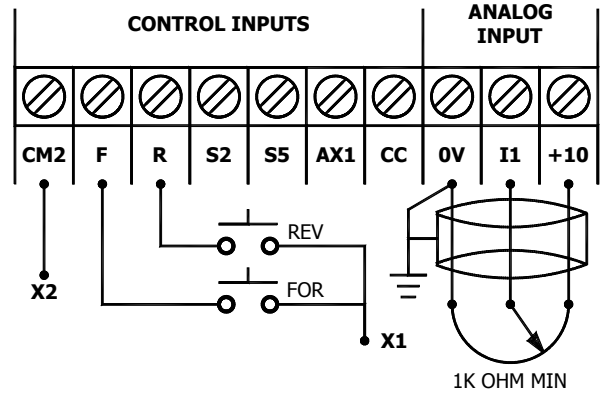 CONTROL INPUTS
ANALOG
INPUT
CM2 F R S2 S5 AX1 CC 0V I1 +10
REV
FOR
X2
X1
1K OHM MIN